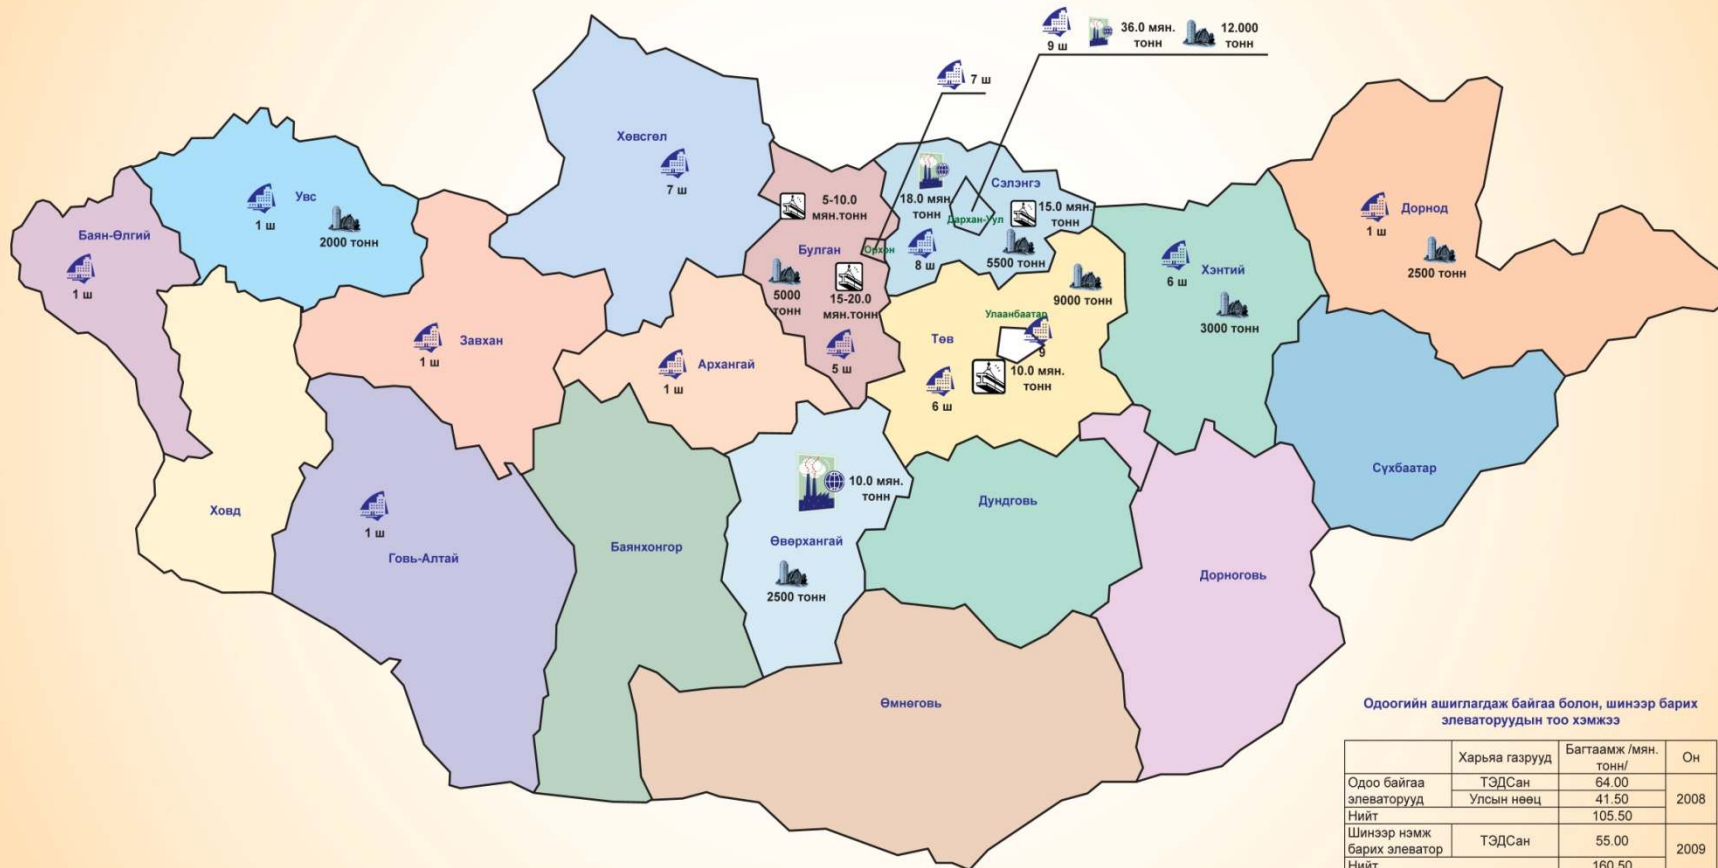 9 ш
36.0 мян.
тонн
12.000
тонн
7 ш
Хөвсгөл
7 ш
Увс
1 ш
2000 тонн
Баян-Өлгий
1 ш
5-10.0
мян.тонн
Булган
Орхон
5000
тонн
15-20.0
мян.тонн
5 ш
Сэлэнгэ
18.0 мян.
тонн
Дархан-Уул
15.0 мян.
тонн
8 ш
5500 тонн
Дорнод
1 ш
2500 тонн
Хэнтий
6 ш
3000 тонн
9000 тонн
Улаанбаатар
9
Төв
10.0 мян.
тонн
6 ш
Завхан
1 ш
Архангай
1 ш
Сүхбаатар
Ховд
Говь-Алтай
1 ш
Баянхонгор
10.0 мян.
тонн
Өвөрхангай
2500 тонн
Дундговь
Дорноговь
Өмнөговь
Одоогийн ашиглагдаж байгаа болон, шинээр барих
элеваторуудын тоо хэмжээ
Харьяа газрууд Багтаамж /мян. тонн/ Он
Одоо байгаа элеваторууд ТЭДСан 64.00 2008
Улсын нөөц 41.50
Нийт 105.50
Шинээр нэмж барих элеватор ТЭДСан 55.00 2009
Нийт 160.50